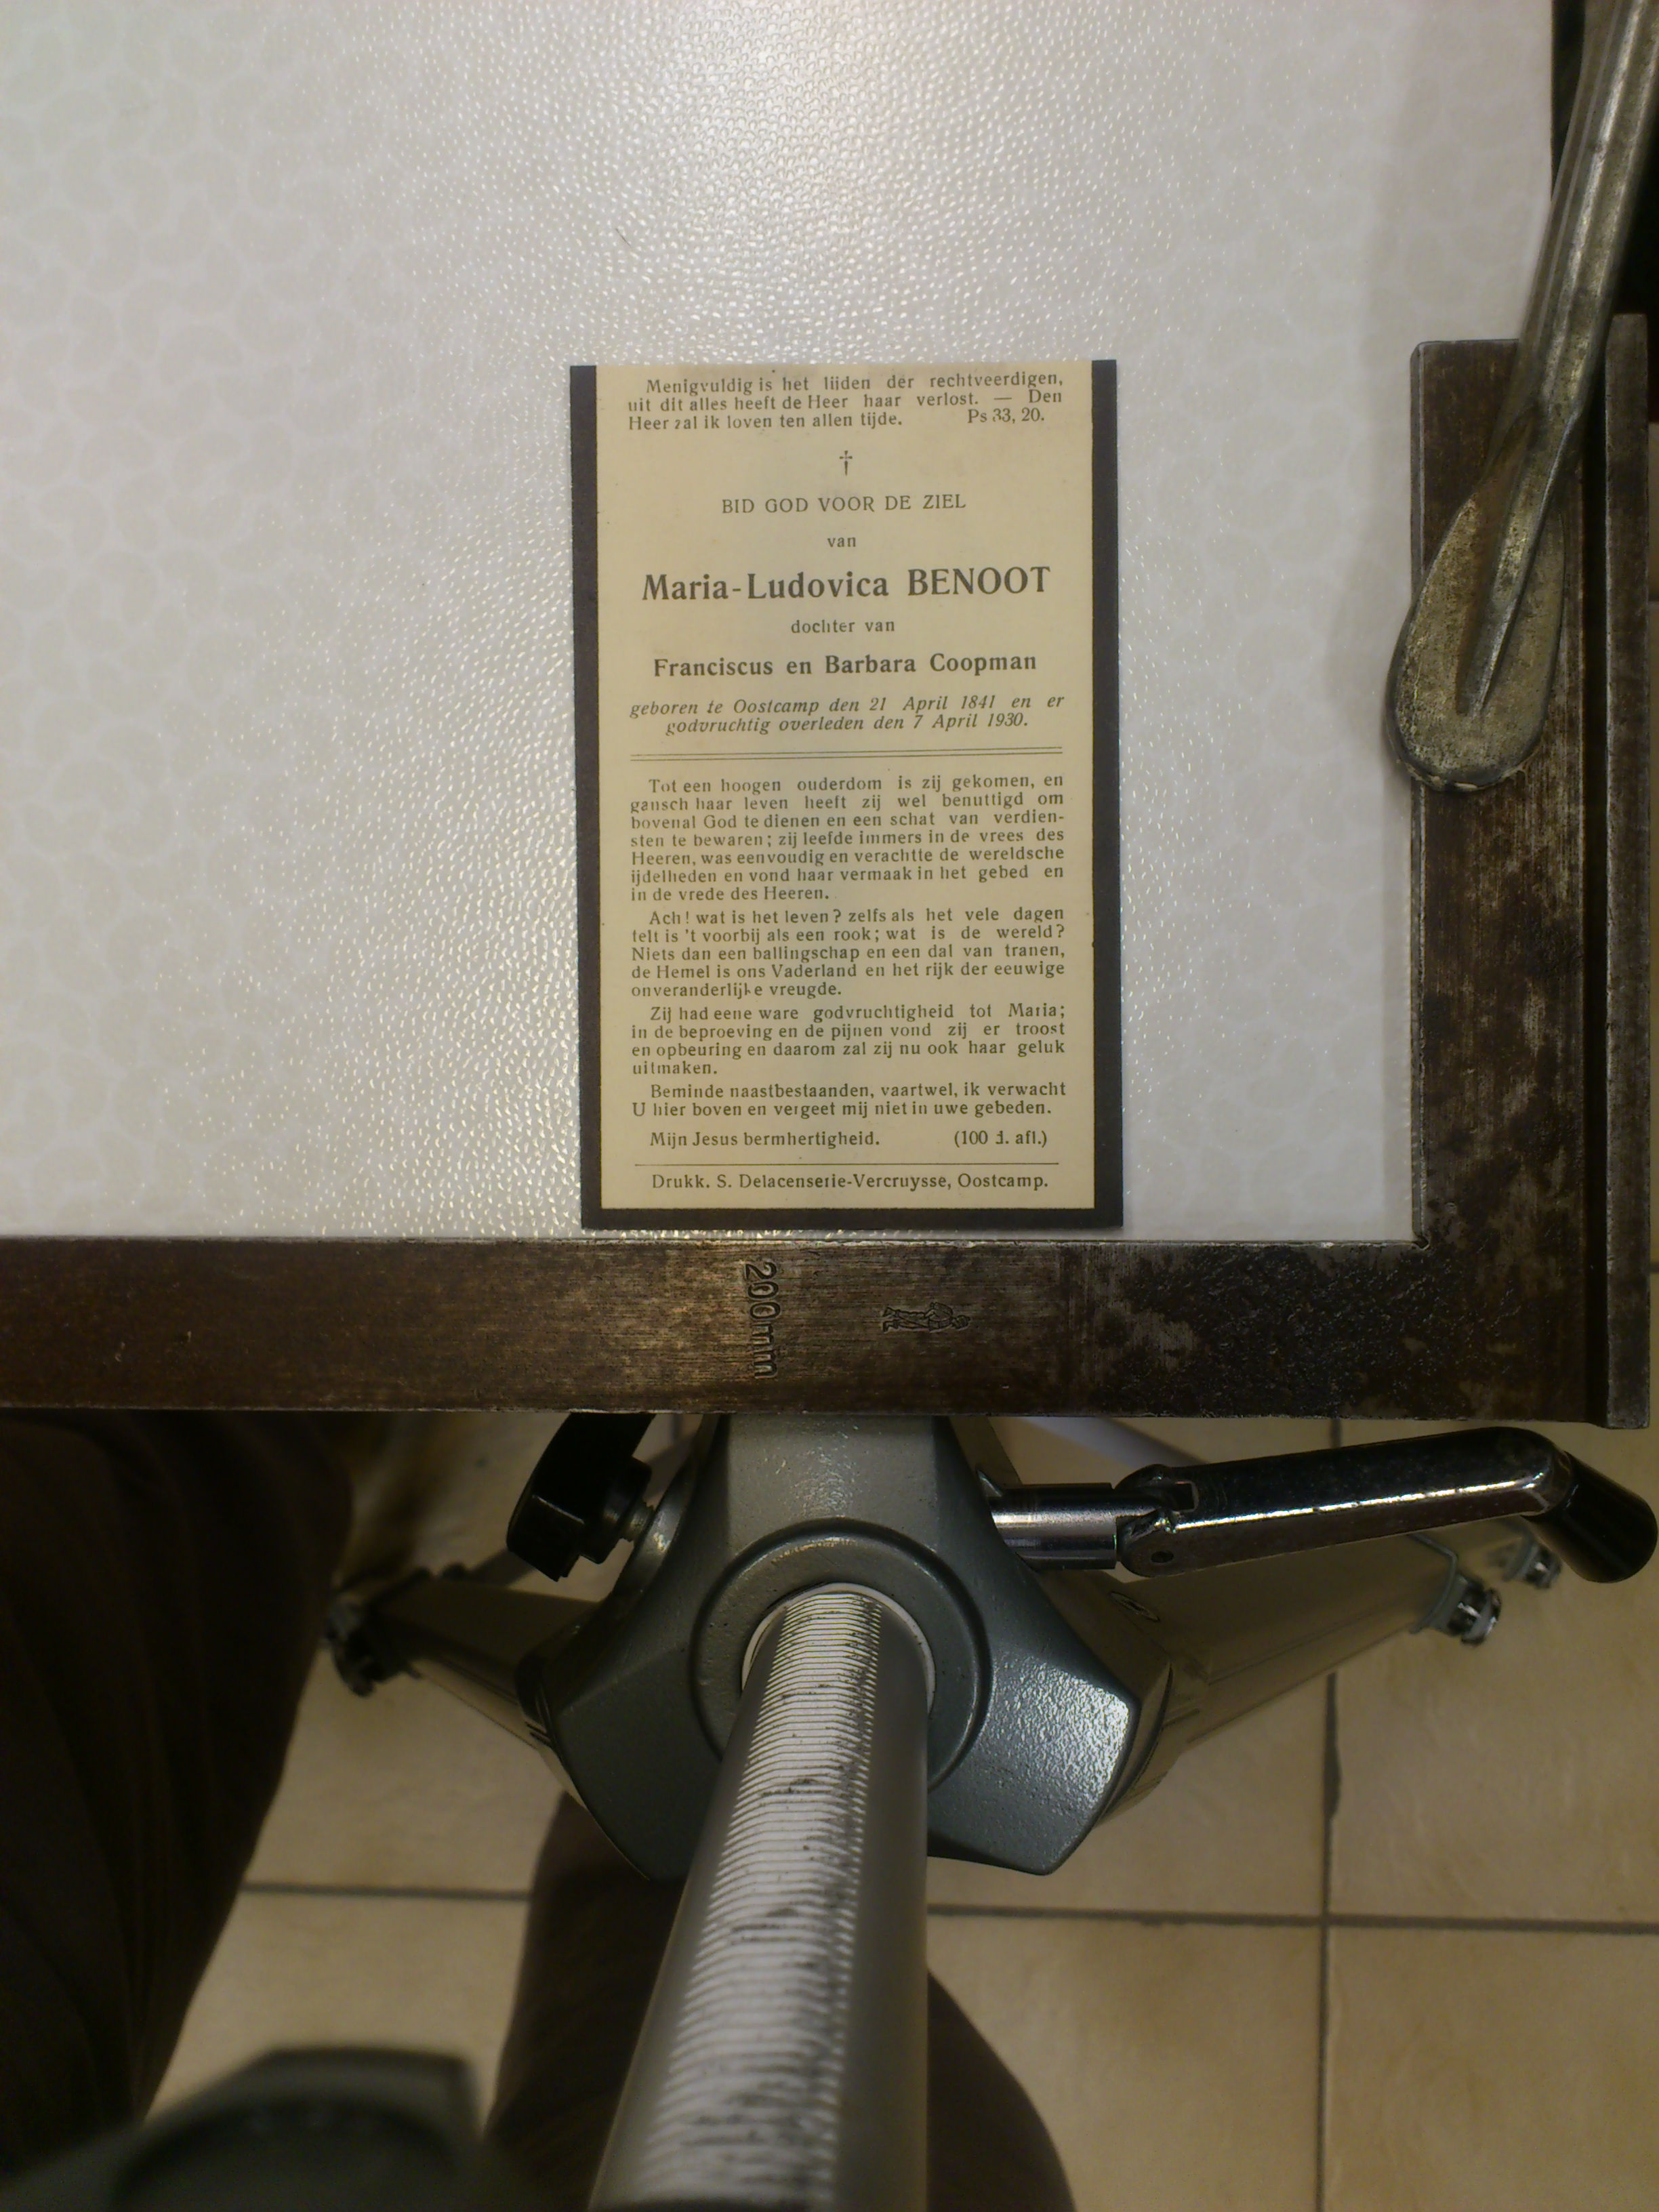 Menigvuldig is het liiden der rechtveerdigen,
uit dit alles heeft de Heer haar verlost. — Den
Heer zal ik loven ten allen tijde. Ps 33, 20.
†
BID GOD VOOR DE ZIEL
van
Maria-Ludovica BENOOT
dochter van
Franciscus en Barbara Coopman
geboren te Oostcamp den 21 April 1841 en er
godvruchtig overleden den 7 April 1930.
Tot een hoogen ouderdom is zij gekomen, en
gansch haar leven heeft zij wel benuttigd om
bovenal God te dienen en een schat van verdien-
sten te bewaren; zij leefde immers in de vrees des
Heeren, was eenvoudig en verachtte de wereldsche
ijdelheden en vond haar vermaak in het gebed en
in de vrede des Heeren.
Ach! wat is het leven? zelfs als het vele dagen
telt is 't voorbij als een rook; wat is de wereld?
Niets dan een ballingschap en een dal van tranen,
de Hemel is ons Vaderland en het rijk der eeuwige
onveranderlijke vreugde.
Zij had eene ware godvruchtigheid tot Maria;
in de beproeving en de pijnen vond zij er troost
en opbeuring en daarom zal zij nu ook haar geluk
uitmaken.
Beminde naastbestaanden, vaartwel, ik verwacht
U hier boven en vergeet mij niet in uwe gebeden.
Mijn Jesus bermhertigheid. (100 d. afl.)
Drukk. S. Delacenserie-Vercruysse, Oostcamp.
200mm